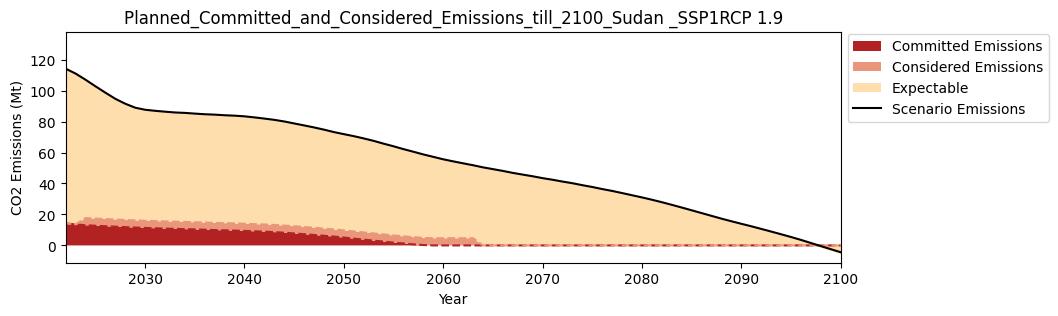 Planned_Committed_and_Considered_Emissions_till_2100_Sudan _SSP1RCP 1.9
CO2 Emissions (Mt)
120
100
80
60
40
20
0
2030
2040
2050
2060
2070
2080
2090
2100
Year
Committed Emissions
Considered Emissions
Expectable
Scenario Emissions